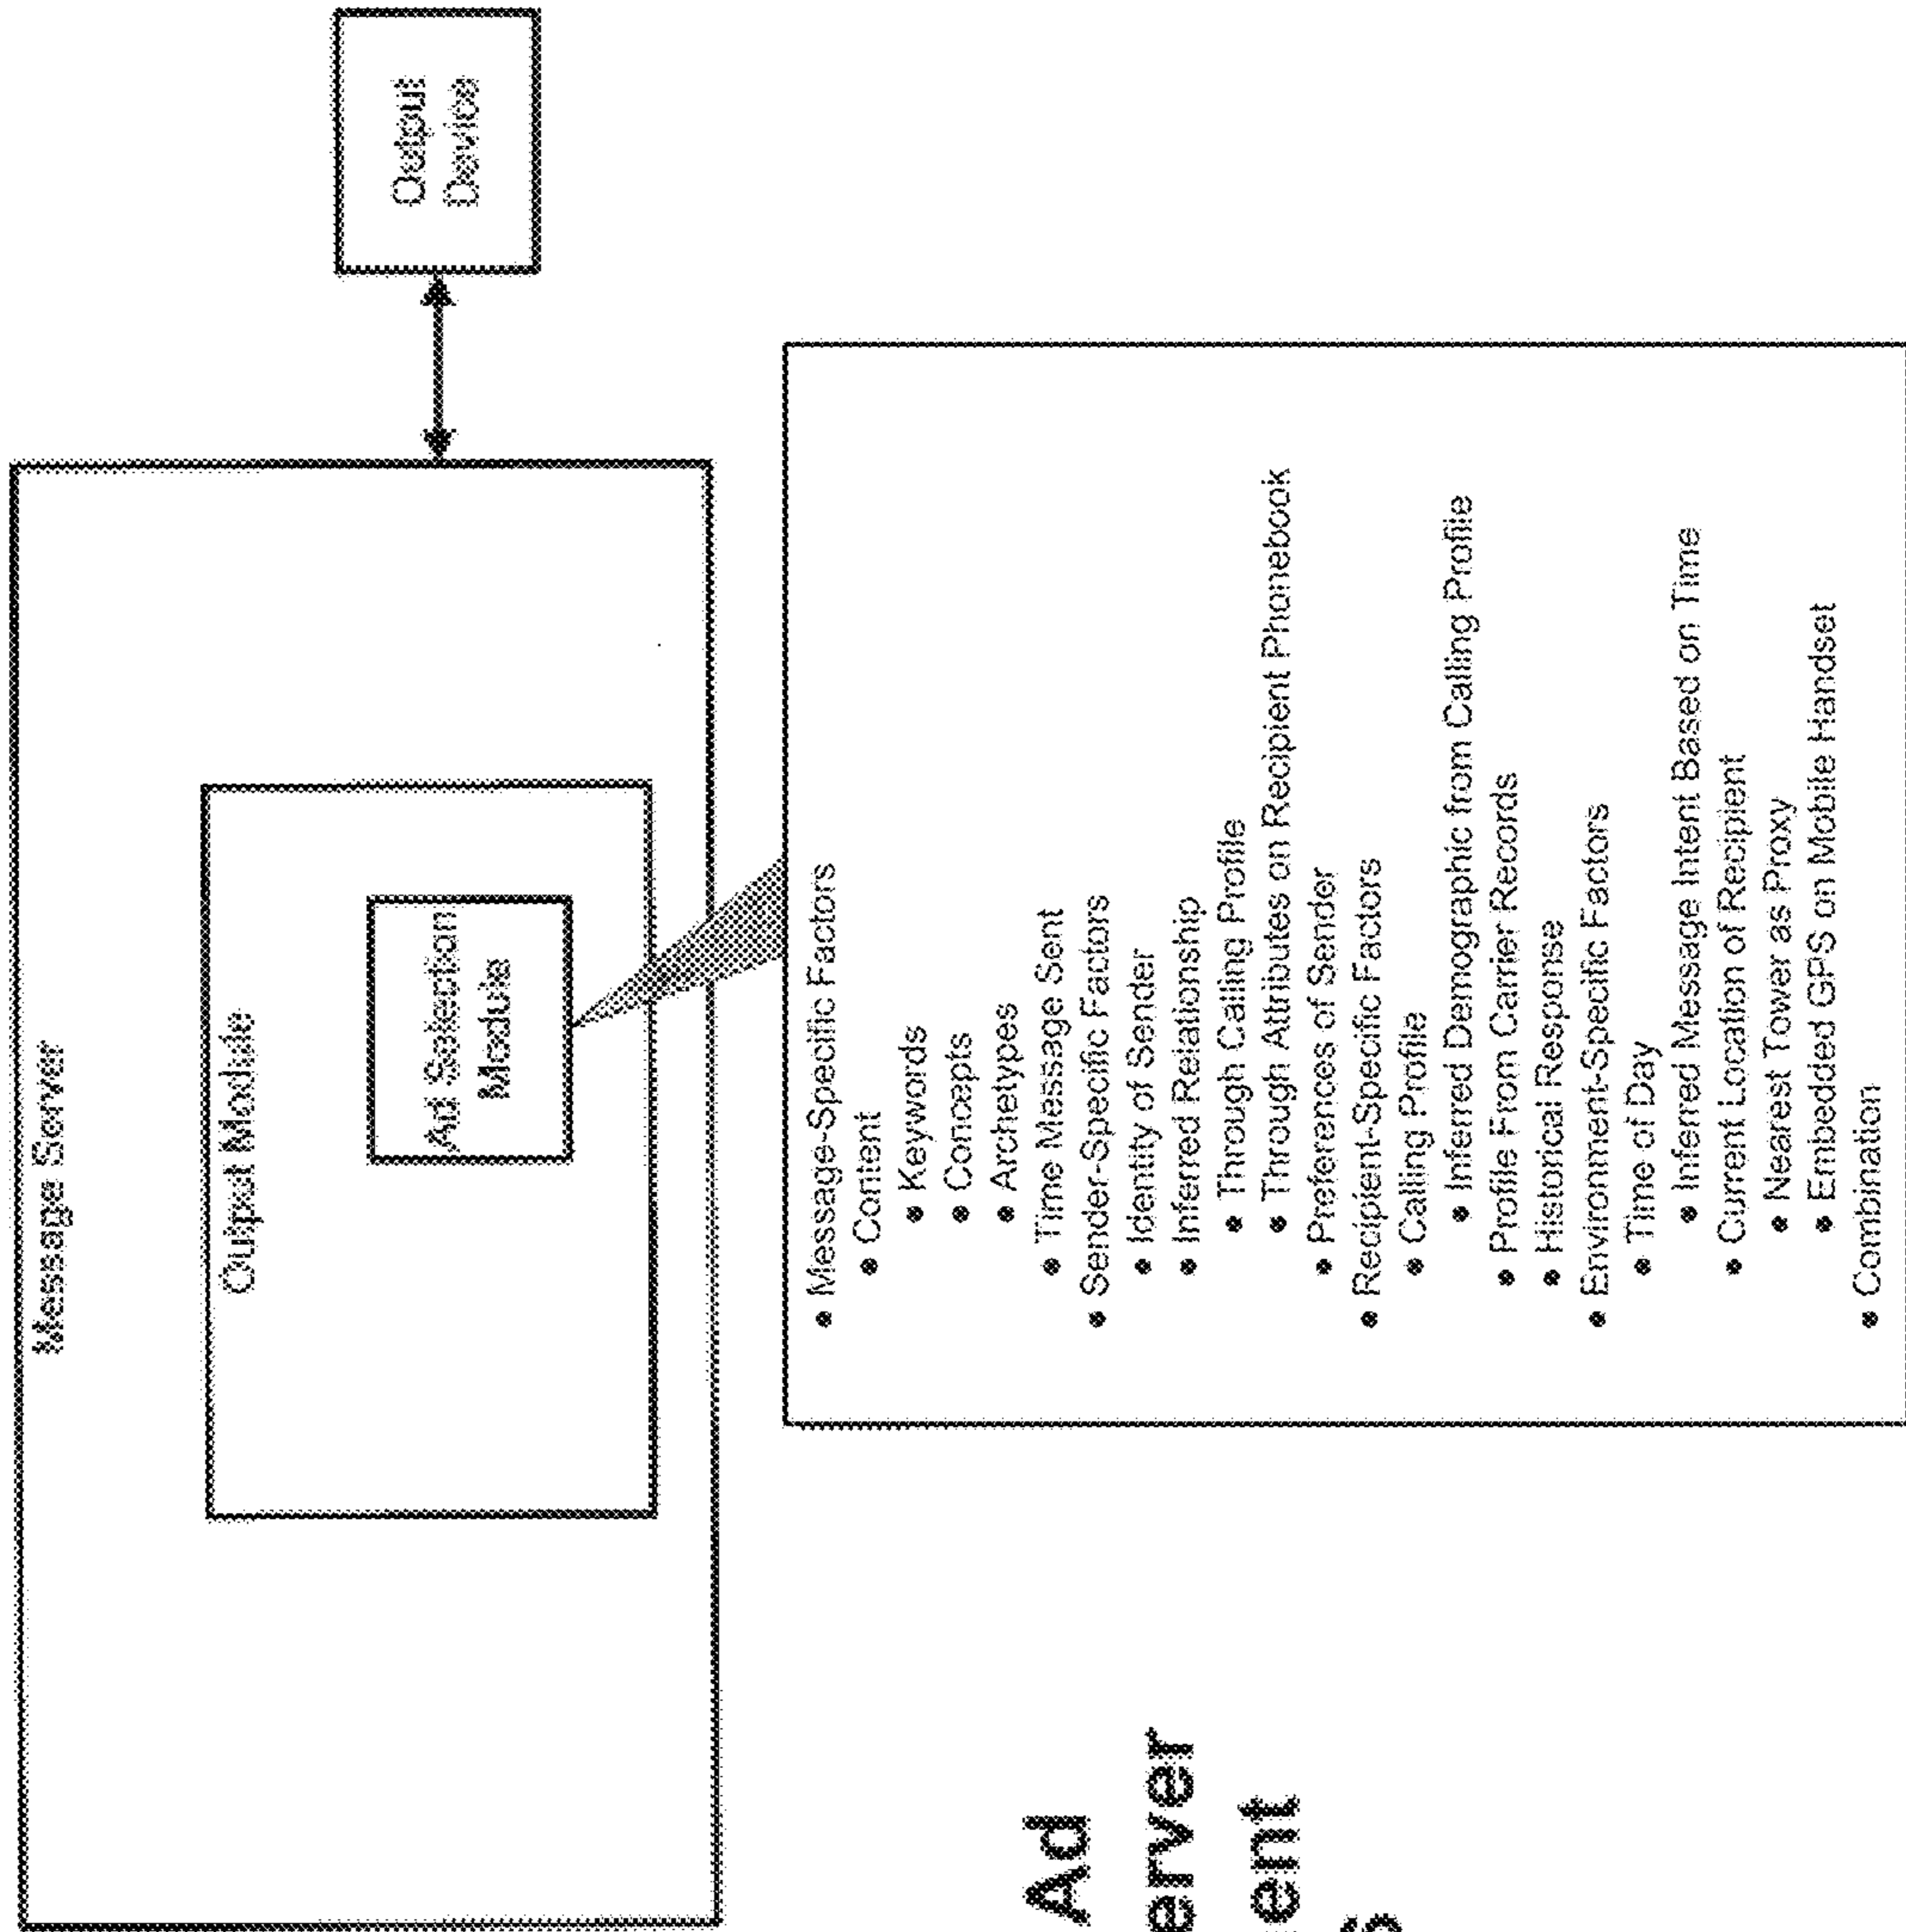 Message Server
Output Module
Ad Selection
Module
Output
Device
• Message-Specific Factors
• Content
• Keywords
• Concepts
• Archetypes
• Time Message Sent
• Sender-Specific Factors
• Identity of Sender
• Inferred Relationship
• Through Calling Profile
• Through Attributes on Recipient Phonebook
• Preferences of Sender
• Recipient-Specific Factors
• Calling Profile
• Inferred Demographic from Calling Profile
• Profile From Carrier Records
• Historical Response
• Environment-Specific Factors
• Time of Day
• Inferred Message Intent Based on Time
• Current Location of Recipient
• Nearest Tower as Proxy
• Embedded GPS on Mobile Handset
• Combination
Ad